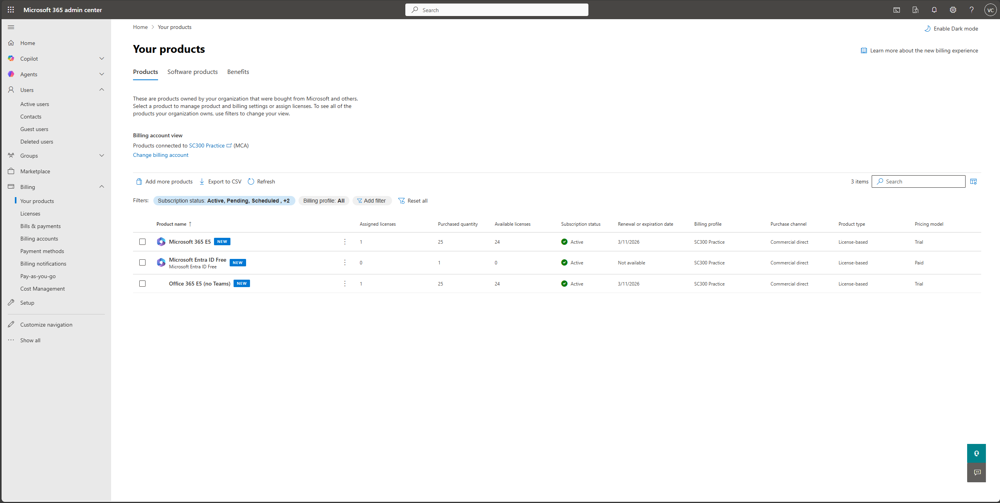 Microsoft 365 admin center
Search
VC
Home
Copilot
Agents
Users
Active users
Contacts
Guest users
Deleted users
Groups
Marketplace
Billing
Your products
Licenses
Bills & payments
Billing accounts
Payment methods
Billing notifications
Pay-as-you-go
Cost Management
Setup
Customize navigation
Show all
Home > Your products
Enable Dark mode
Your products
Learn more about the new billing experience
Products Software products Benefits
These are products owned by your organization that were bought from Microsoft and others.
Select a product to manage product and billing settings or assign licenses. To see all of the
products your organization owns, use filters to change your view.
Billing account view
Products connected to SC300 Practice (MCA)
Change billing account
Add more products Export to CSV Refresh 3 items Search
Filters: Subscription status: Active, Pending, Scheduled , +2 Billing profile: All Add filter Reset all
Product name ↑ Assigned licenses Purchased quantity Available licenses Subscription status Renewal or expiration date Billing profile Purchase channel Product type Pricing model
Microsoft 365 E5 NEW 1 25 24 Active 3/11/2026 SC300 Practice Commercial direct License-based Trial
Microsoft Entra ID Free NEW 0 1 0 Active Not available SC300 Practice Commercial direct License-based Paid
Microsoft Entra ID Free
Office 365 E5 (no Teams) NEW 1 25 24 Active 3/11/2026 SC300 Practice Commercial direct License-based Trial